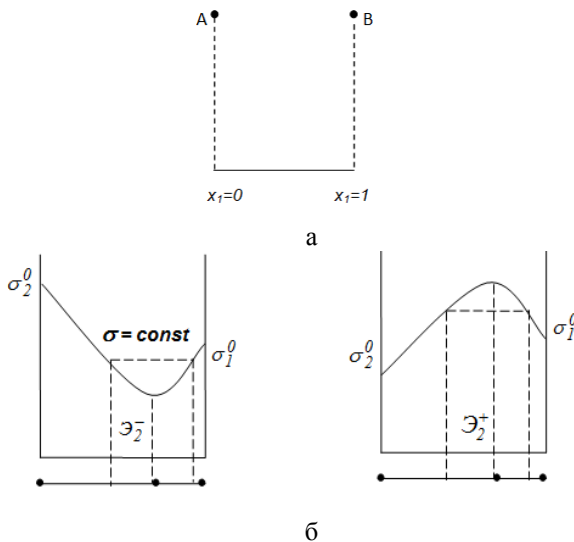 A B
x₁=0 x₁=1
а
σ₂⁰ σ = const σ₁⁰ Э₂⁻
σ₂⁰ σ₁⁰ Э₂⁺
б